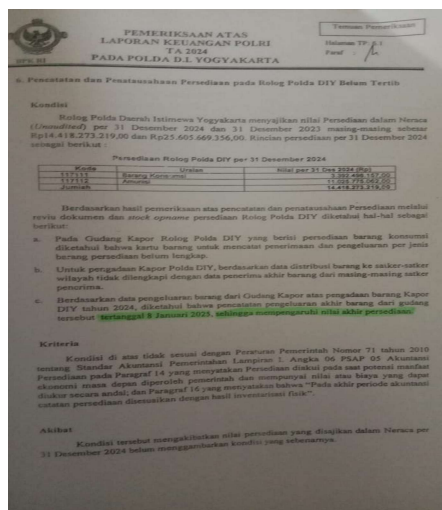 BPK RI
PEMERIKSAAN ATAS
LAPORAN KEUANGAN POLRI
TA 2024
PADA POLDA D.I. YOGYAKARTA
Temuan Pemeriksaan
Halaman TP.
Paraf :
Pencatatan dan Penatausahaan Persediaan pada Rolog Polda DIY Belum Tertib
Kondisi
Rolog Polda Daerah Istimewa Yogyakarta menyajikan nilai Persediaan dalam Neraca
(Unaudited) per 31 Desember 2024 dan 31 Desember 2023 masing-masing sebesar
Rp14.418.273.219,00 dan Rp25.605.669.356,00. Rincian persediaan per 31 Desember 2024
sebagai berikut :
Persediaan Rolog Polda DIY per 31 Desember 2024
Kode Uraian Nilai per 31 Des 2024 (Rp)
117111 Barang Konsumsi
117112 Amunisi
Jumlah 14.418.273.219,00
Berdasarkan hasil pemeriksaan atas pencatatan dan penatausahaan Persediaan melalui
reviu dokumen dan stock opname persediaan Rolog Polda DIY diketahui hal-hal sebagai
berikut:
a. Pada Gudang Kapor Rolog Polda DIY yang berisi persediaan barang konsumsi
diketahui bahwa kartu barang untuk mencatat penerimaan dan pengeluaran per jenis
barang persediaan belum lengkap.
b. Untuk pengadaan Kapor Polda DIY, berdasarkan data distribusi barang ke satker-satker
wilayah tidak dilengkapi dengan data penerima akhir barang dari masing-masing satker
penerima.
c. Berdasarkan data pengeluaran barang dari Gudang Kapor atas pengadaan barang Kapor
DIY tahun 2024, diketahui bahwa pencatatan pengeluaran akhir barang dari gudang
tersebut tertanggal 8 Januari 2025, sehingga mempengaruhi nilai akhir persediaan.
Kriteria
Kondisi di atas tidak sesuai dengan Peraturan Pemerintah Nomor 71 tahun 2010
tentang Standar Akuntansi Pemerintahan Lampiran I. Angka 06 PSAP 05 Akuntansi
Persediaan pada Paragraf 14 yang menyatakan Persediaan diakui pada saat potensi manfaat
ekonomi masa depan diperoleh pemerintah dan mempunyai nilai atau biaya yang dapat
diukur secara andal; dan Paragraf 16 yang menyatakan bahwa "Pada akhir periode akuntansi
catatan persediaan disesuaikan dengan hasil inventarisasi fisik".
Akibat
Kondisi tersebut mengakibatkan nilai persediaan yang disajikan dalam Neraca per
31 Desember 2024 belum menggambarkan kondisi yang sebenarnya.